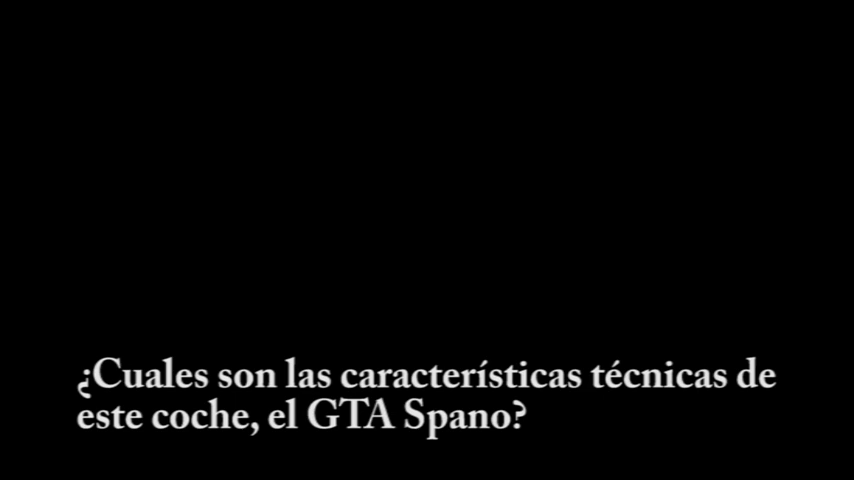 ¿Cuales son las características técnicas de
este coche, el GTA Spano?